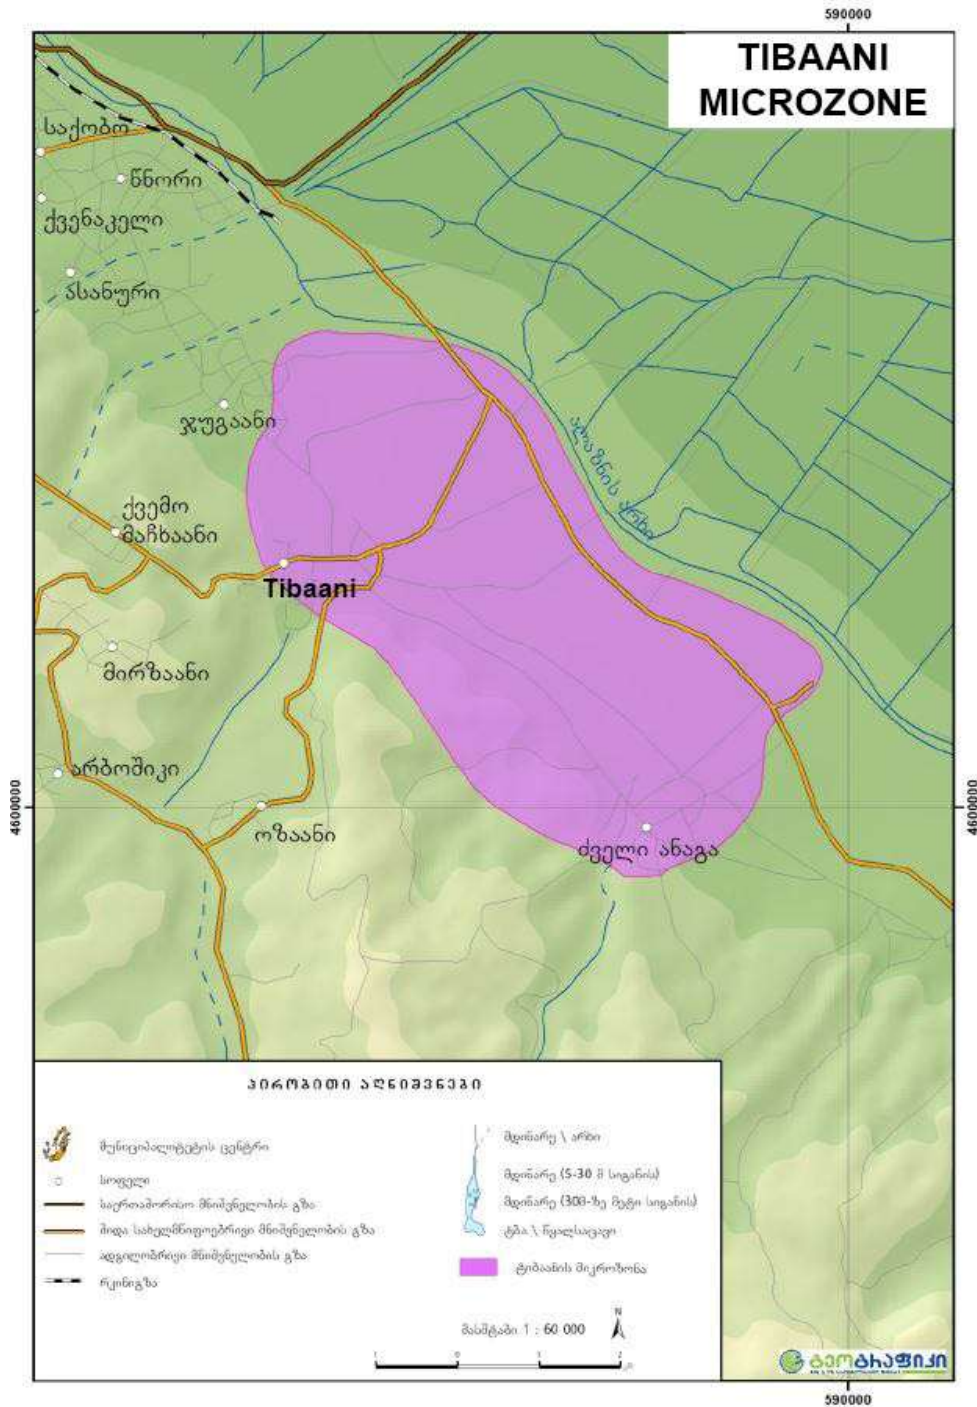 590000
TIBAANI
MICROZONE
საქობო
წნორი
ქვენაკელი
ასანური
ჯუგაანი
ალაზნის არხი
ქვემო
მაჩხაანი
Tibaani
მირზაანი
არბოშიკი
4600000
4600000
ოზაანი
ძველი ანაგა
პირობითი აღნიშვნები
მუნიციპალიტეტის ცენტრი
სოფელი
საერთაშორისო მნიშვნელობის გზა
შიდა სახელმწიფოებრივი მნიშვნელობის გზა
ადგილობრივი მნიშვნელობის გზა
რკინიგზა
მდინარე \ არხი
მდინარე (5-30 მ სიგანის)
მდინარე (30მ-ზე მეტი სიგანის)
ტბა \ წყალსაცავი
ტიბაანის მიკროზონა
მასშტაბი 1 : 60 000
N
1 0 1 2
გეოგრაფიკი
590000